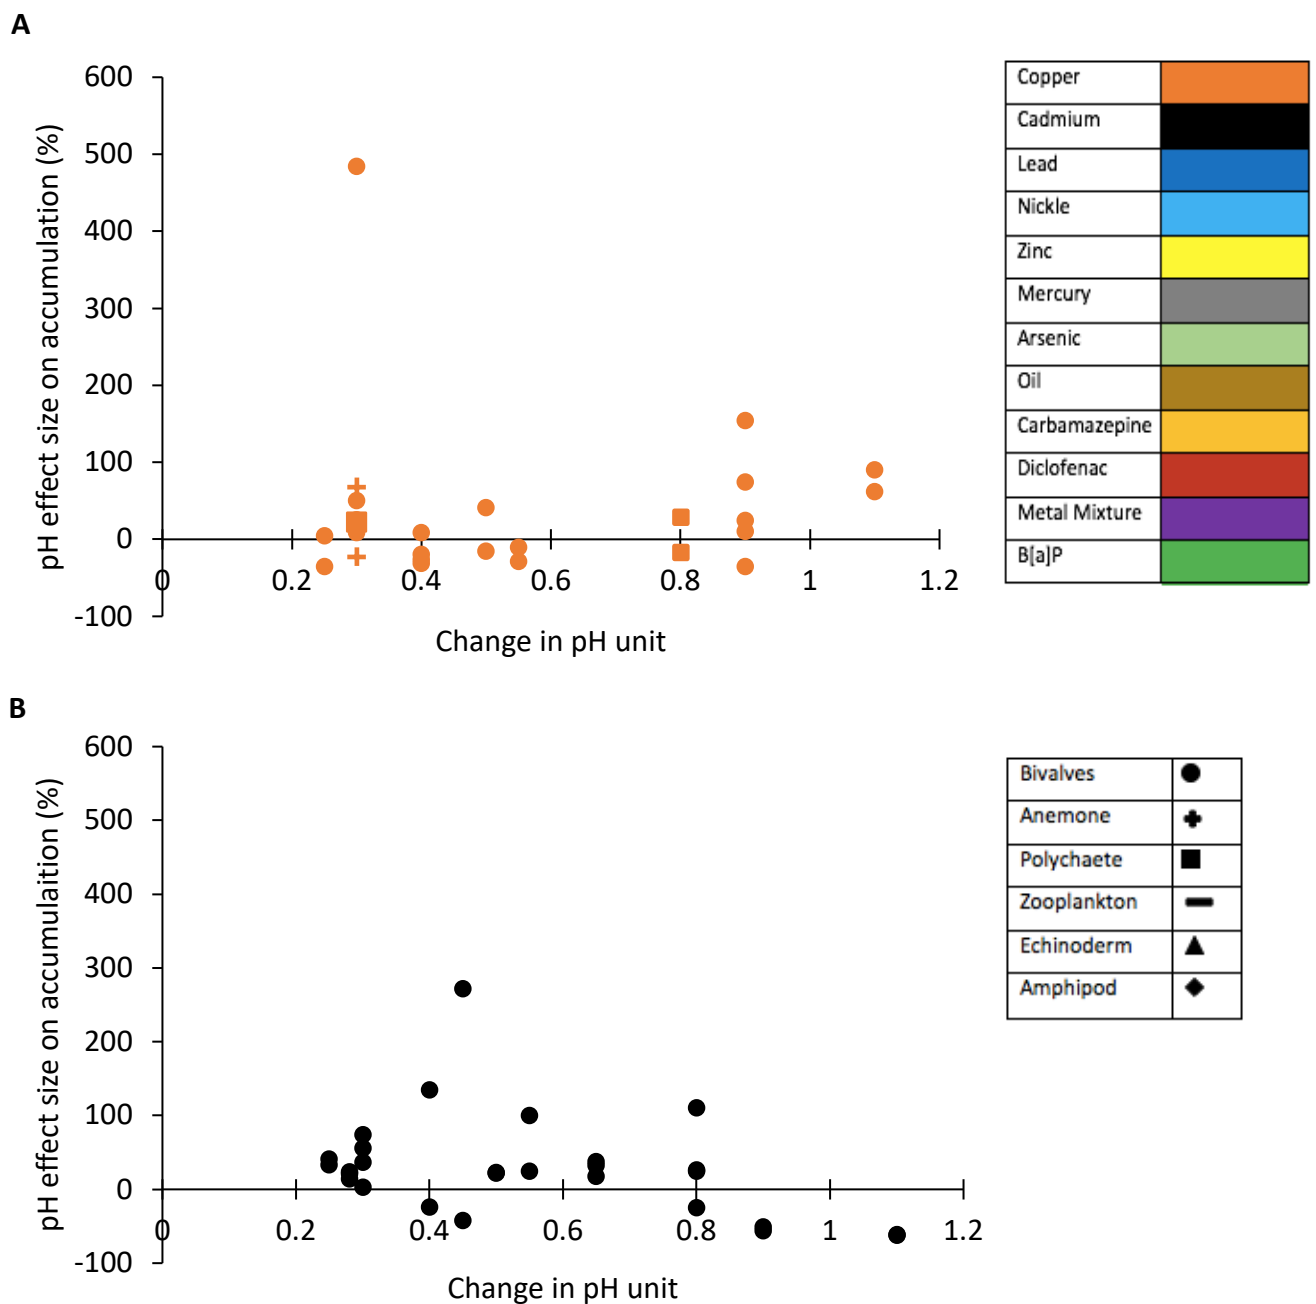 A
600
500
400
300
200
100
0
-100
pH effect size on accumulation (%)
0 0.2 0.4 0.6 0.8 1 1.2
Change in pH unit
Copper
Cadmium
Lead
Nickle
Zinc
Mercury
Arsenic
Oil
Carbamazepine
Diclofenac
Metal Mixture
B[a]P
B
600
500
400
300
200
100
0
-100
pH effect size on accumulaition (%)
0 0.2 0.4 0.6 0.8 1 1.2
Change in pH unit
Bivalves
Anemone
Polychaete
Zooplankton
Echinoderm
Amphipod